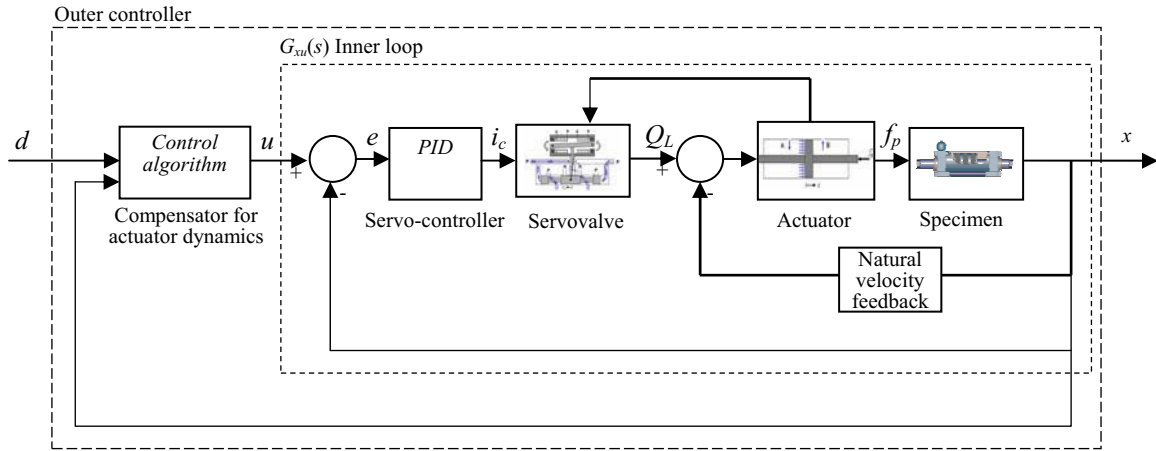 Outer controller
G_xu(s) Inner loop
d
Control
algorithm
u
+
-
e
PID
i_c
Q_L
+
-
f_p
x
Compensator for
actuator dynamics
Servo-controller
Servovalve
Actuator
Specimen
Natural
velocity
feedback